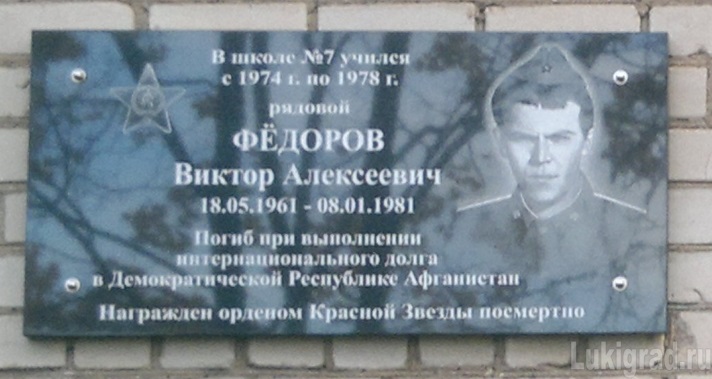 В школе №7 учился
с 1974 г. по 1978 г.
рядовой
ФЁДОРОВ
Виктор Алексеевич
18.05.1961 - 08.01.1981
Погиб при выполнении
интернационального долга
в Демократической Республике Афганистан
Награжден орденом Красной Звезды посмертно
Lukigrad.ru